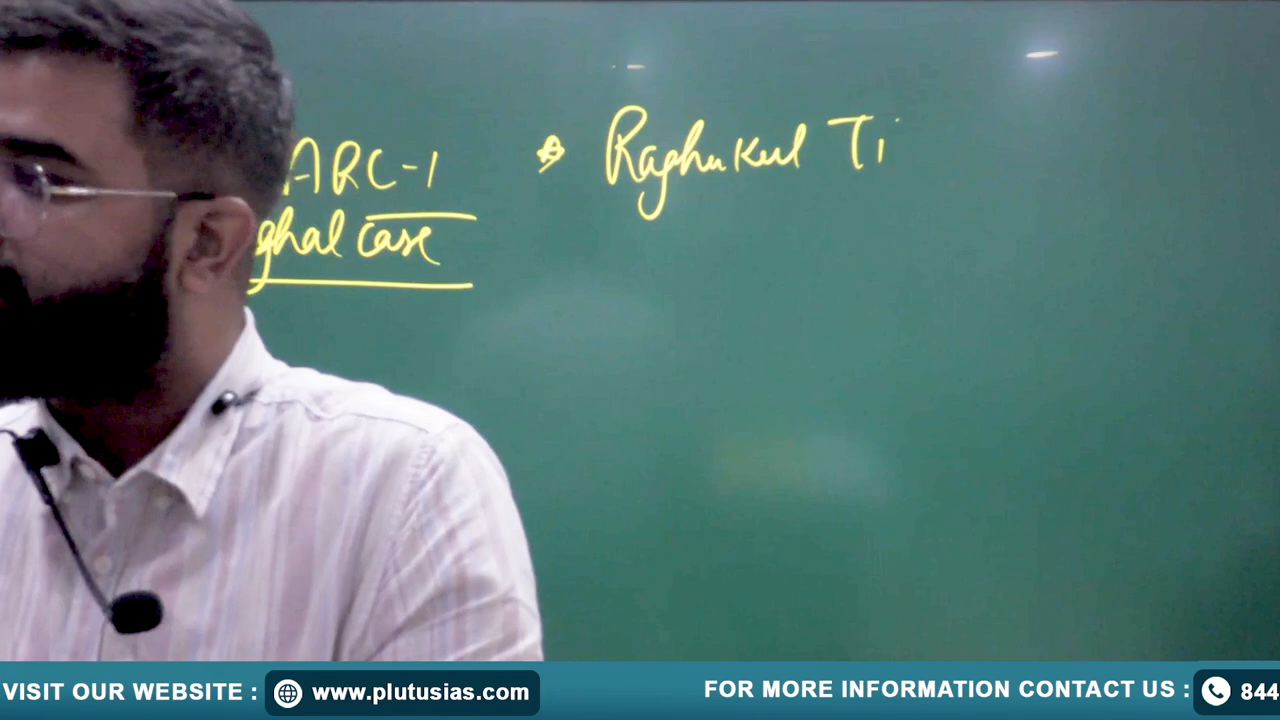 ARC-1
ghal case
Raghukul Ti
VISIT OUR WEBSITE : www.plutusias.com
FOR MORE INFORMATION CONTACT US : 844